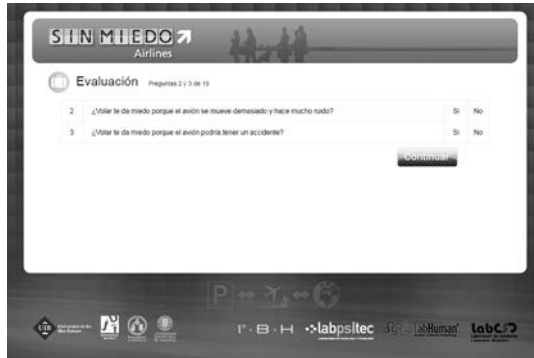 SIN MIEDO
Airlines
Evaluación Preguntas 2 y 3 de 19
2 ¿Volar te da miedo porque el avión se mueve demasiado y hace mucho ruido? Si No
3 ¿Volar te da miedo porque el avión podría tener un accidente? Si No
Continuar
P
UIB
r · B · H labpsitec LabHuman